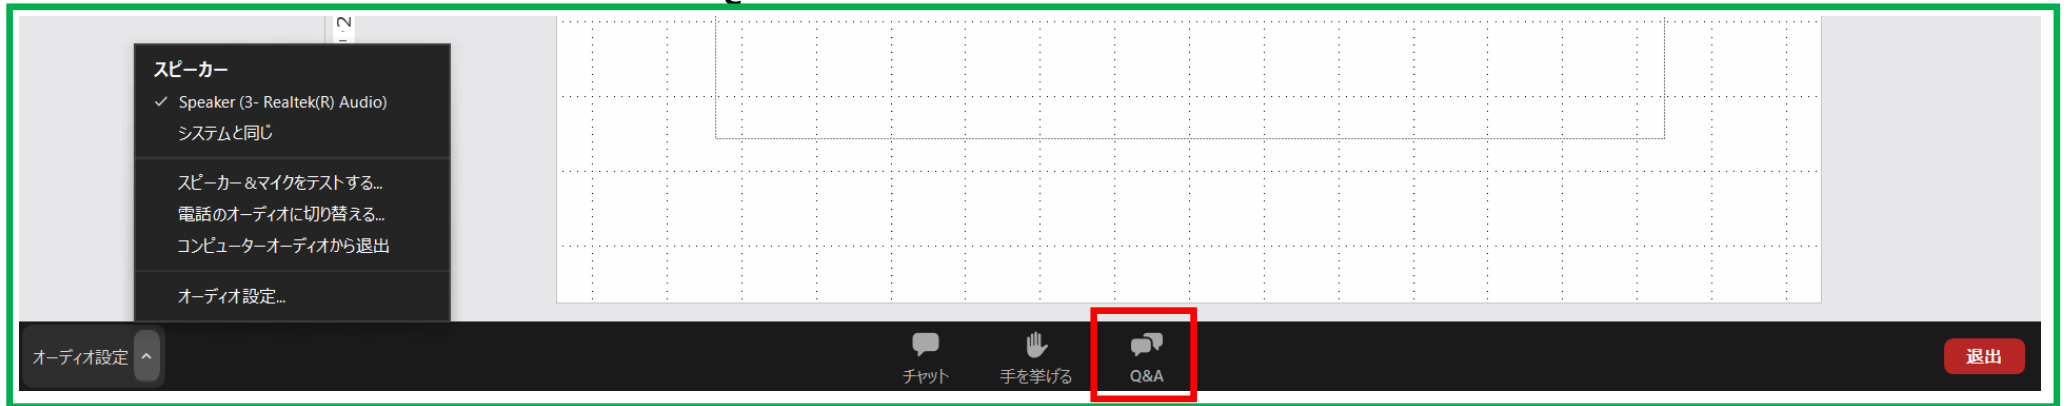 スピーカー
Speaker (3- Realtek(R) Audio)
システムと同じ
スピーカー＆マイクをテストする...
電話のオーディオに切り替える...
コンピューターオーディオから退出
オーディオ設定...
オーディオ設定
チャット
手を挙げる
Q&A
退出